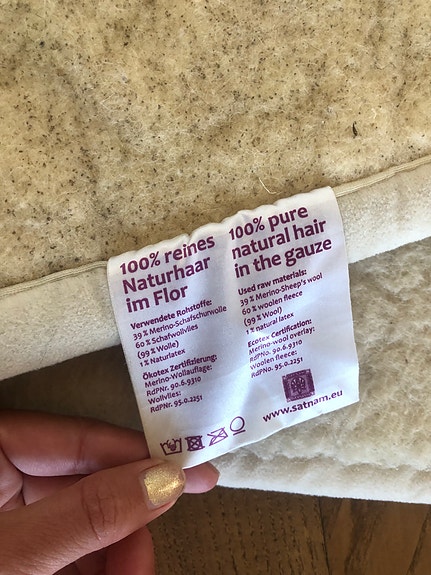 100% reines
Naturhaar
im Flor
Verwendete Rohstoffe:
39 % Merino-Schafschurwolle
60 % Schafwollvlies
(99 % Wolle)
1 % Naturlatex
Ökotex Zertifizierung:
Merino-Wollauflage:
RdPNr. 90.6.9310
Wollvlies:
RdPNr. 95.0.2251
100% pure
natural hair
in the gauze
Used raw materials:
39 % Merino-Sheep's wool
60 % woolen fleece
(99 % Wool)
1 % natural latex
Ecotex Certification:
Merino-wool overlay:
RdPNo. 90.6.9310
Woolen fleece:
RdPNo. 95.0.2251
www.satnam.eu